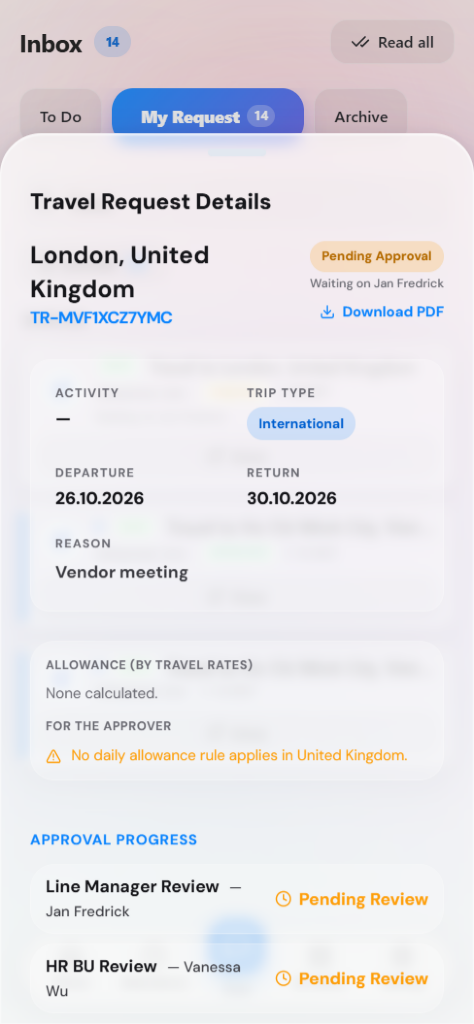 Inbox 14
Read all
To Do
My Request 14
Archive
Travel Request Details
London, United
Kingdom
TR-MVF1XCZ7YMC
Pending Approval
Waiting on Jan Fredrick
Download PDF
ACTIVITY
—
TRIP TYPE
International
DEPARTURE
26.10.2026
RETURN
30.10.2026
REASON
Vendor meeting
ALLOWANCE (BY TRAVEL RATES)
None calculated.
FOR THE APPROVER
No daily allowance rule applies in United Kingdom.
APPROVAL PROGRESS
Line Manager Review —
Jan Fredrick
Pending Review
HR BU Review — Vanessa
Wu
Pending Review